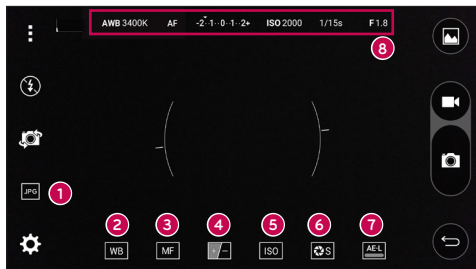 AWB 3400K AF -2·1··0··1··2+ ISO 2000 1/15s F 1.8
8
JPG 1
2 3 4 5 6 7
WB MF +/- ISO S AE-L